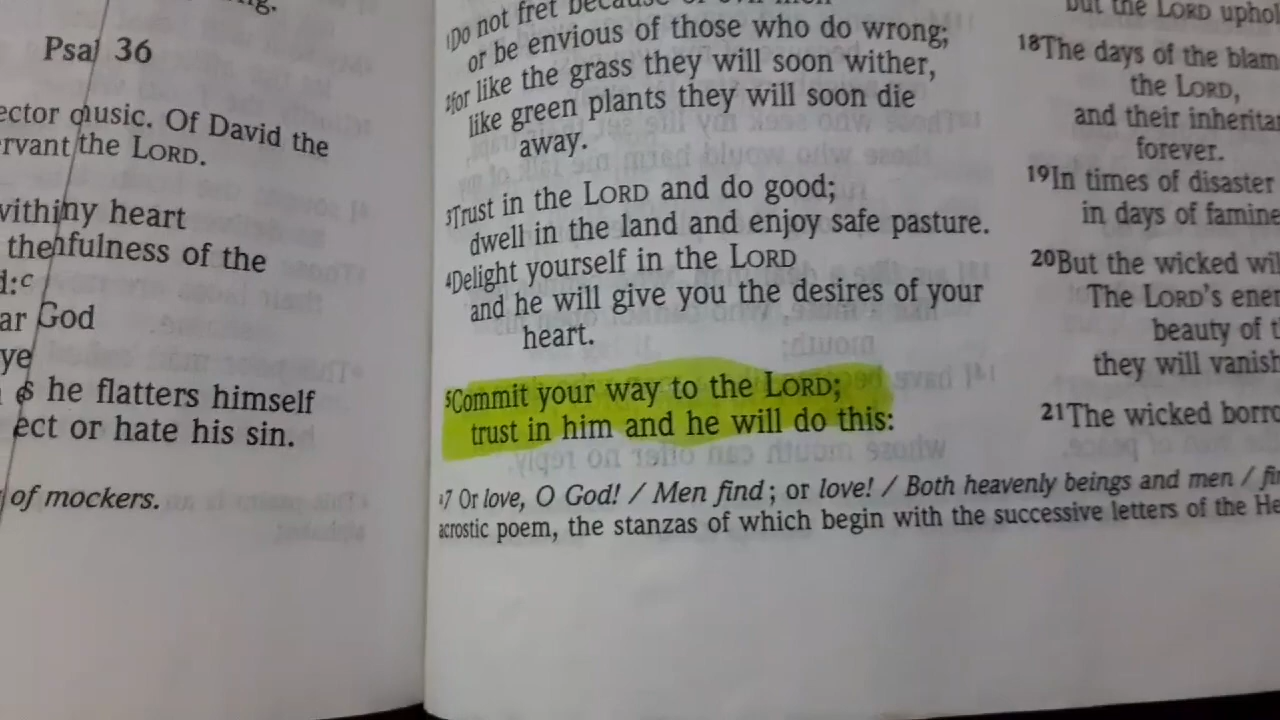 Psal 36
ector music. Of David the
rvant the LORD.
heart
fulness of the
ar God
ye
s he flatters himself
ect or hate his sin.
of mockers.
1Do not fret because of evil men
or be envious of those who do wrong;
2for like the grass they will soon wither,
like green plants they will soon die
away.
3Trust in the LORD and do good;
dwell in the land and enjoy safe pasture.
4Delight yourself in the LORD
and he will give you the desires of your
heart.
5Commit your way to the LORD;
trust in him and he will do this:
7 Or love, O God! / Men find; or love! / Both heavenly beings and men / fi
acrostic poem, the stanzas of which begin with the successive letters of the He
but the LORD uphol
18The days of the blam
the LORD,
and their inherita
forever.
19In times of disaster
in days of famine
20But the wicked wil
The LORD'S ener
beauty of t
they will vanish
21The wicked borro